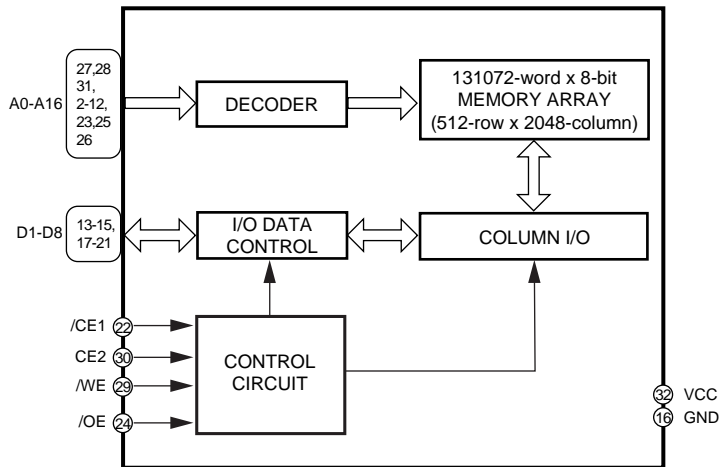 A0-A16
27,28
31,
2-12,
23,25
26
DECODER
131072-word x 8-bit
MEMORY ARRAY
(512-row x 2048-column)
D1-D8
13-15,
17-21
I/O DATA
CONTROL
COLUMN I/O
/CE1 22
CE2 30
/WE 29
/OE 24
CONTROL
CIRCUIT
32 VCC
16 GND